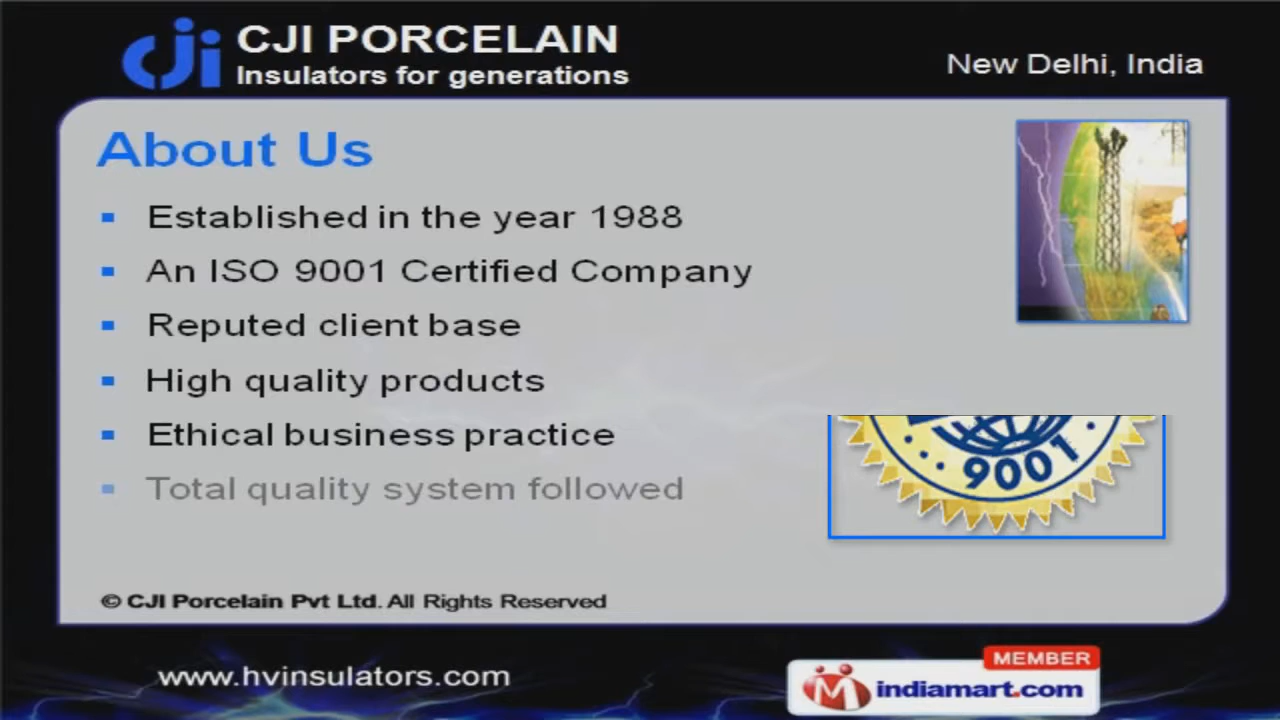 cji
CJI PORCELAIN
Insulators for generations
New Delhi, India
About Us
Established in the year 1988
An ISO 9001 Certified Company
Reputed client base
High quality products
Ethical business practice
Total quality system followed
9001
© CJI Porcelain Pvt Ltd. All Rights Reserved
www.hvinsulators.com
MEMBER
indiamart.com